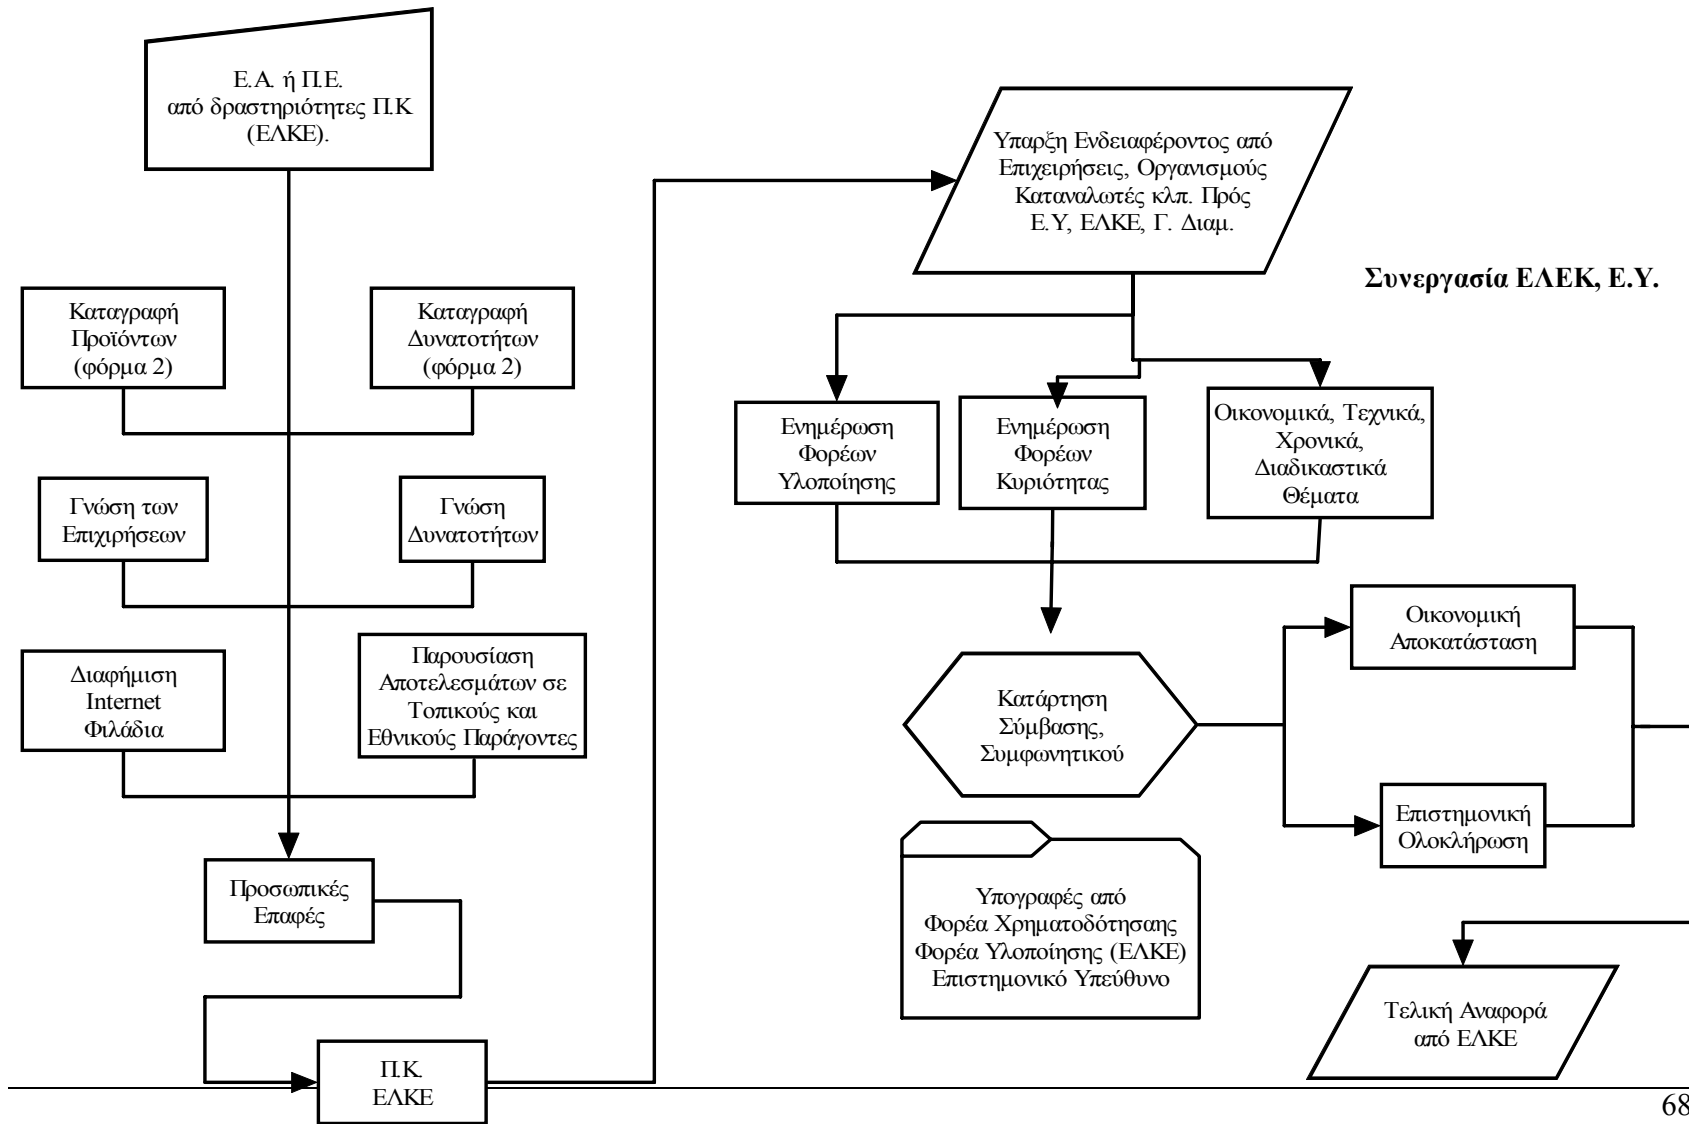 Ε.Α. ή Π.Ε.
από δραστηριότητες Π.Κ
(ΕΛΚΕ).
Καταγραφή
Προϊόντων
(φόρμα 2)
Καταγραφή
Δυνατοτήτων
(φόρμα 2)
Γνώση των
Επιχιρήσεων
Γνώση
Δυνατοτήτων
Διαφήμιση
Internet
Φιλάδια
Παρουσίαση
Αποτελεσμάτων σε
Τοπικούς και
Εθνικούς Παράγοντες
Προσωπικές
Επαφές
Π.Κ.
ΕΛΚΕ
Υπαρξη Ενδειαφέροντος από
Επιχειρήσεις, Οργανισμούς
Καταναλωτές κλπ. Πρός
Ε.Υ, ΕΛΚΕ, Γ. Διαμ.
Συνεργασία ΕΛΕΚ, Ε.Υ.
Ενημέρωση
Φορέων
Υλοποίησης
Ενημέρωση
Φορέων
Κυριότητας
Οικονομικά, Τεχνικά,
Χρονικά,
Διαδικαστικά
Θέματα
Κατάρτηση
Σύμβασης,
Συμφωνητικού
Οικονομική
Αποκατάσταση
Επιστημονική
Ολοκλήρωση
Υπογραφές από
Φορέα Χρηματοδότησαης
Φορέα Υλοποίησης (ΕΛΚΕ)
Επιστημονικό Υπεύθυνο
Τελική Αναφορά
από ΕΛΚΕ
68